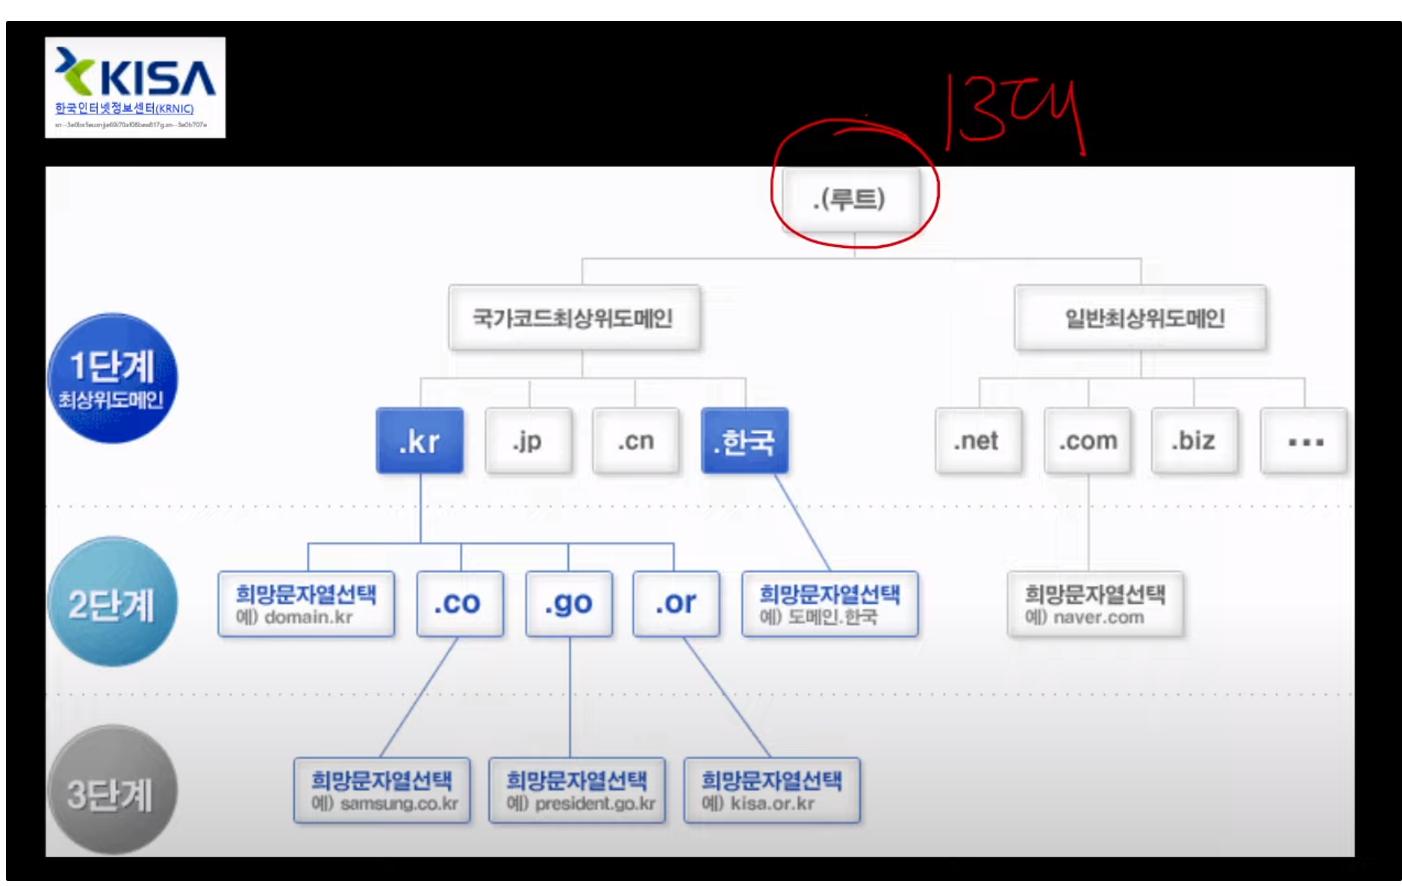 KISA
한국인터넷정보센터(KRNIC)
13대
.(루트)
국가코드최상위도메인
일반최상위도메인
1단계
최상위도메인
.kr
.jp
.cn
.한국
.net
.com
.biz
...
2단계
희망문자열선택
예) domain.kr
.co
.go
.or
희망문자열선택
예) 도메인.한국
희망문자열선택
예) naver.com
3단계
희망문자열선택
예) samsung.co.kr
희망문자열선택
예) president.go.kr
희망문자열선택
예) kisa.or.kr